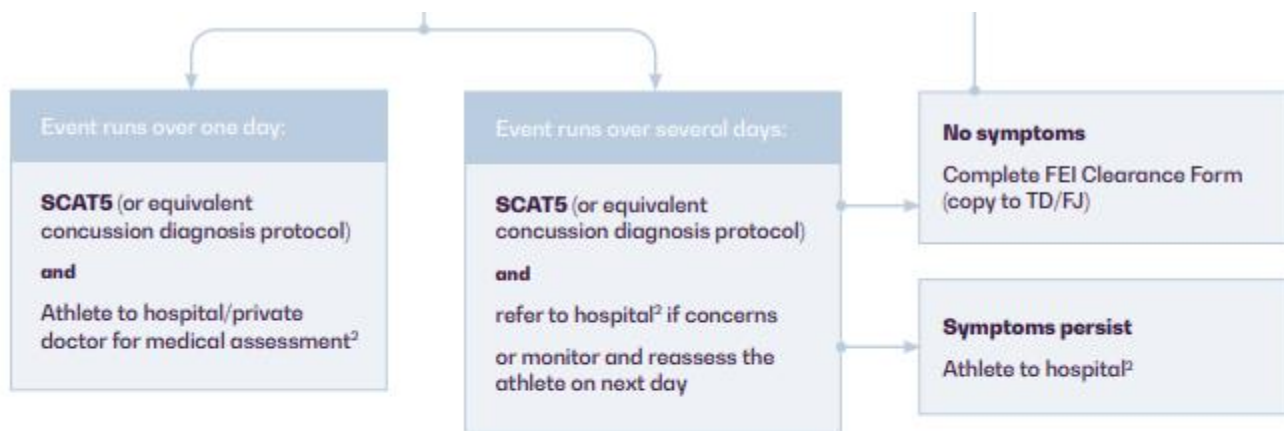 Event runs over one day:
SCAT5 (or equivalent
concussion diagnosis protocol)
and
Athlete to hospital/private
doctor for medical assessment²
Event runs over several days:
SCAT5 (or equivalent
concussion diagnosis protocol)
and
refer to hospital² if concerns
or monitor and reassess the
athlete on next day
No symptoms
Complete FEI Clearance Form
(copy to TD/FJ)
Symptoms persist
Athlete to hospital²